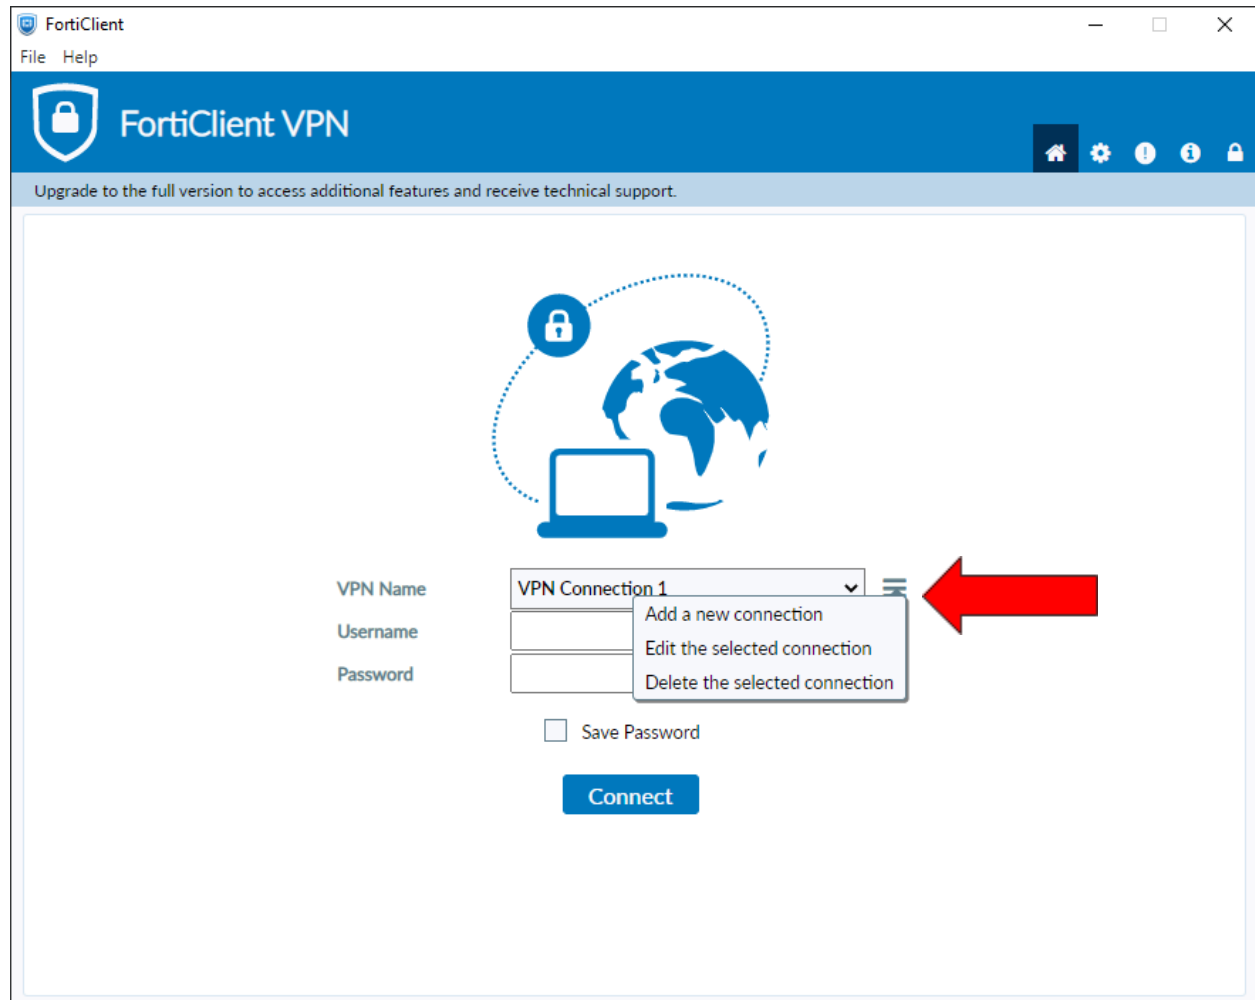 FortiClient
File Help
FortiClient VPN
Upgrade to the full version to access additional features and receive technical support.
VPN Name
VPN Connection 1
Add a new connection
Username
Edit the selected connection
Password
Delete the selected connection
Save Password
Connect